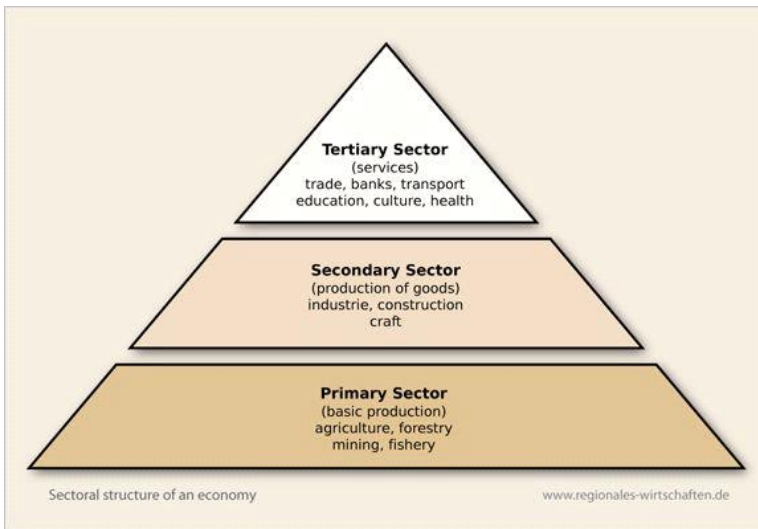 Tertiary Sector
(services)
trade, banks, transport
education, culture, health
Secondary Sector
(production of goods)
industrie, construction
craft
Primary Sector
(basic production)
agriculture, forestry
mining, fishery
Sectoral structure of an economy
www.regionales-wirtschaften.de